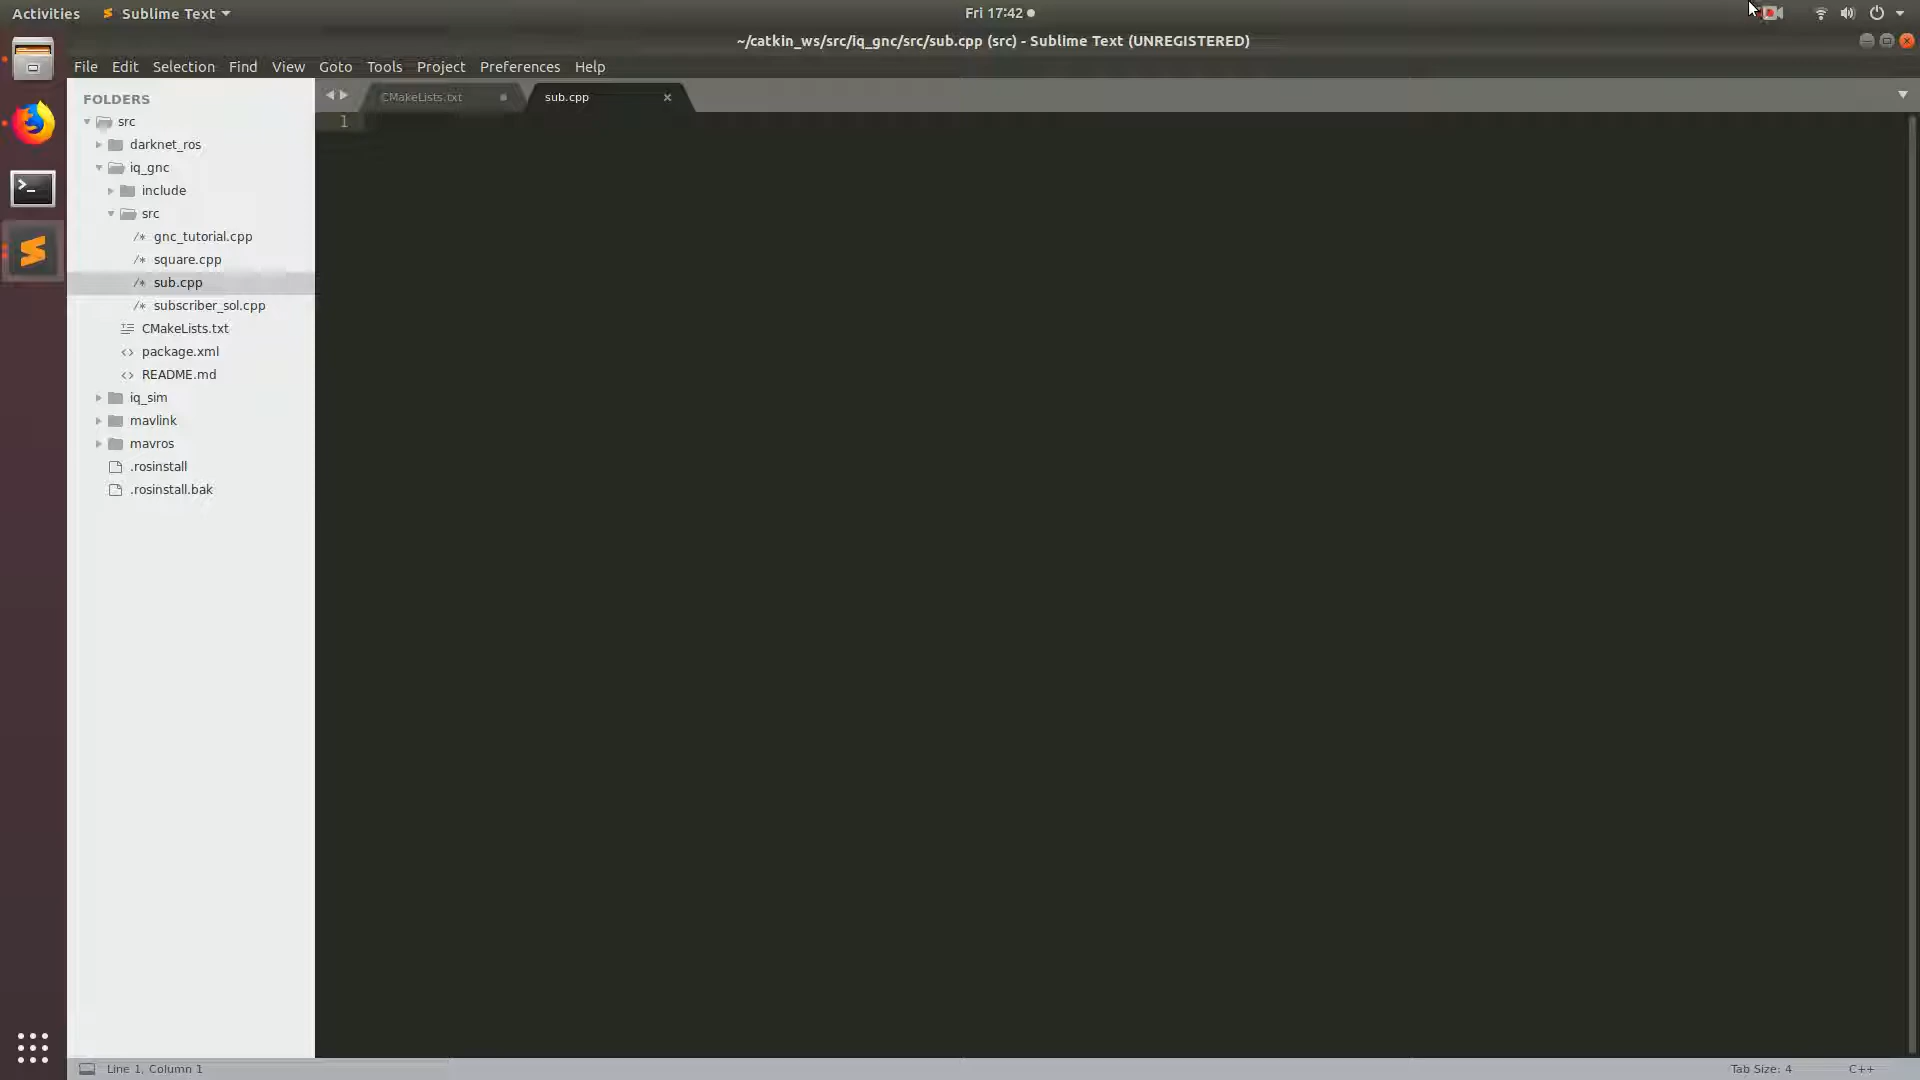 Activities Sublime Text Fri 17:42
~/catkin_ws/src/iq_gnc/src/sub.cpp (src) - Sublime Text (UNREGISTERED)
File Edit Selection Find View Goto Tools Project Preferences Help
FOLDERS
src
darknet_ros
iq_gnc
include
src
/* gnc_tutorial.cpp
/* square.cpp
/* sub.cpp
/* subscriber_sol.cpp
CMakeLists.txt
<> package.xml
<> README.md
iq_sim
mavlink
mavros
.rosinstall
.rosinstall.bak
CMakeLists.txt sub.cpp
1
Line 1, Column 1 Tab Size: 4 C++